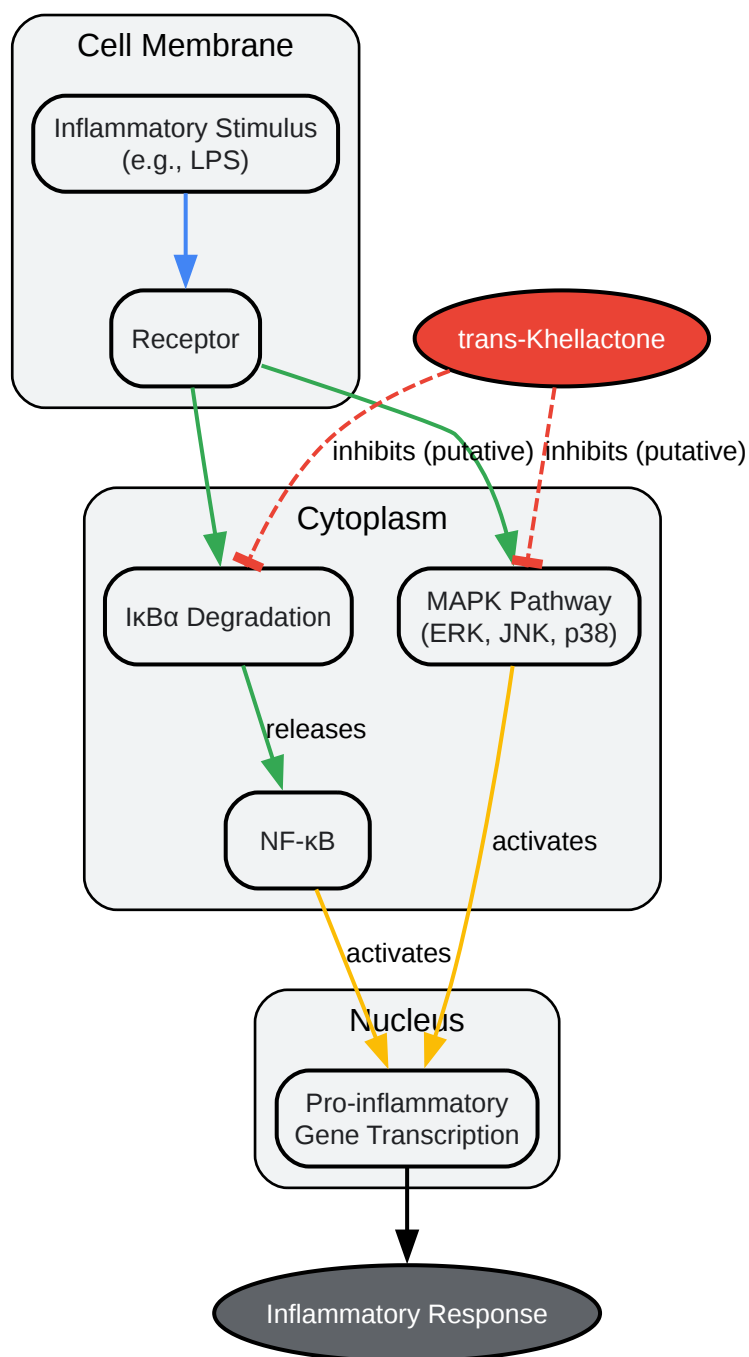 Cell Membrane
Inflammatory Stimulus
(e.g., LPS)
Receptor
trans-Khellactone
inhibits (putative)
inhibits (putative)
Cytoplasm
IκBα Degradation
MAPK Pathway
(ERK, JNK, p38)
releases
NF-κB
activates
activates
Nucleus
Pro-inflammatory
Gene Transcription
Inflammatory Response